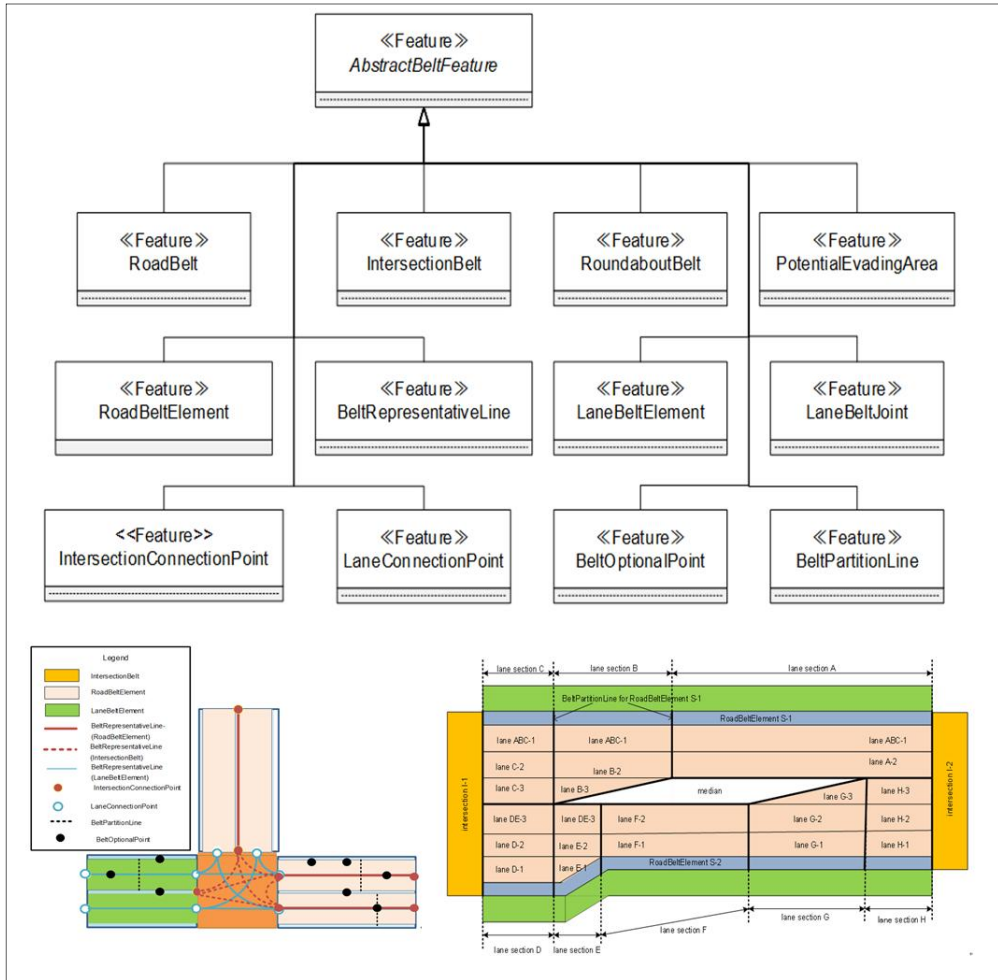 ≪Feature≫
AbstractBeltFeature
≪Feature≫
RoadBelt
≪Feature≫
IntersectionBelt
≪Feature≫
RoundaboutBelt
≪Feature≫
PotentialEvadingArea
≪Feature≫
RoadBeltElement
≪Feature≫
BeltRepresentativeLine
≪Feature≫
LaneBeltElement
≪Feature≫
LaneBeltJoint
<<Feature>>
IntersectionConnectionPoint
≪Feature≫
LaneConnectionPoint
≪Feature≫
BeltOptionalPoint
≪Feature≫
BeltPartitionLine
Legend
IntersectionBelt
RoadBeltElement
LaneBeltElement
BeltRepresentativeLine-
(RoadBeltElement)
BeltRepresentativeLine
(IntersectionBelt)
BeltRepresentativeLine
(LaneBeltElement)
IntersectionConnectionPoint
LaneConnectionPoint
BeltPartitionLine
BeltOptionalPoint
lane section C
lane section B
lane section A
BeltPartitionLine for RoadBeltElement S-1
RoadBeltElement S-1
lane ABC-1
lane ABC-1
lane ABC-1
lane C-2
lane B-2
lane A-2
lane C-3
lane B-3
median
lane G-3
lane H-3
lane DE-3
lane DE-3
lane F-2
lane G-2
lane H-2
lane D-2
lane E-2
lane F-1
lane G-1
lane H-1
lane D-1
lane E-1
RoadBeltElement S-2
intersection I-1
intersection I-2
lane section D
lane section E
lane section F
lane section G
lane section H